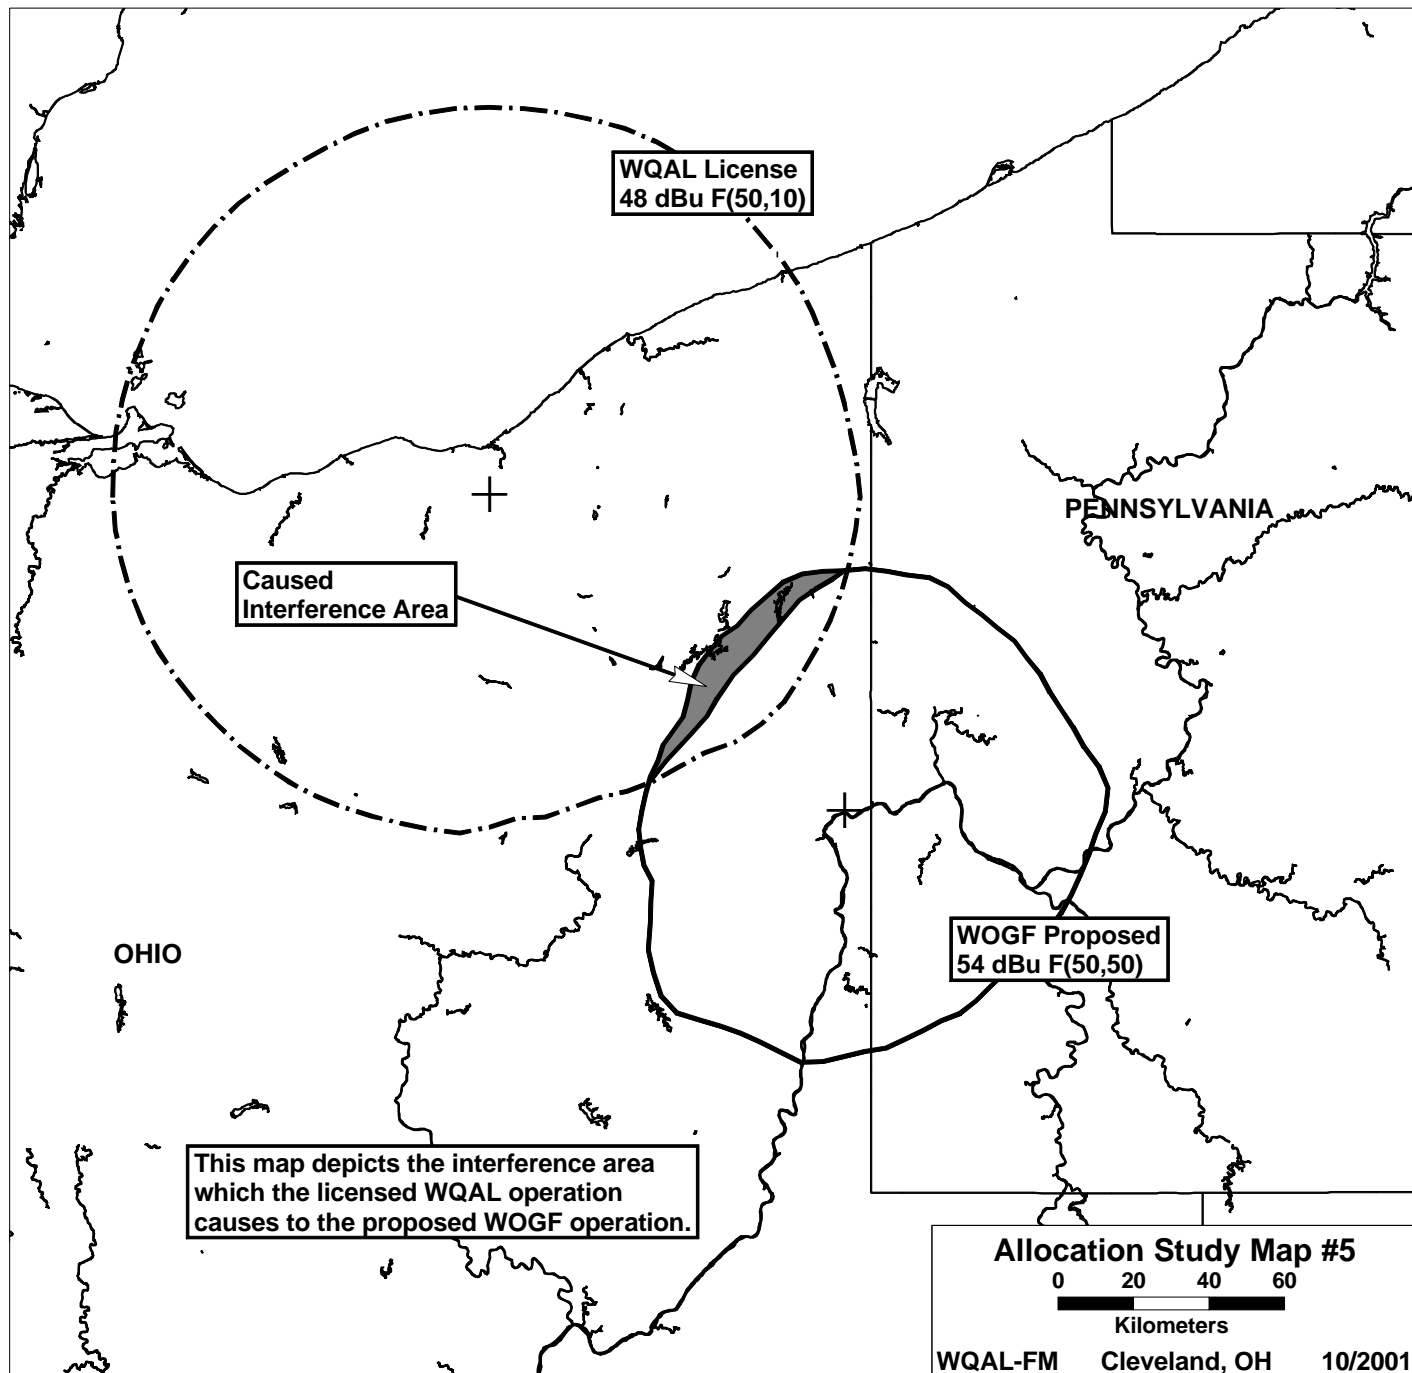 WQAL License
48 dBu F(50,10)
PENNSYLVANIA
Caused
Interference Area
WOGF Proposed
54 dBu F(50,50)
OHIO
This map depicts the interference area
which the licensed WQAL operation
causes to the proposed WOGF operation.
Allocation Study Map #5
0 20 40 60
Kilometers
WQAL-FM Cleveland, OH 10/2001